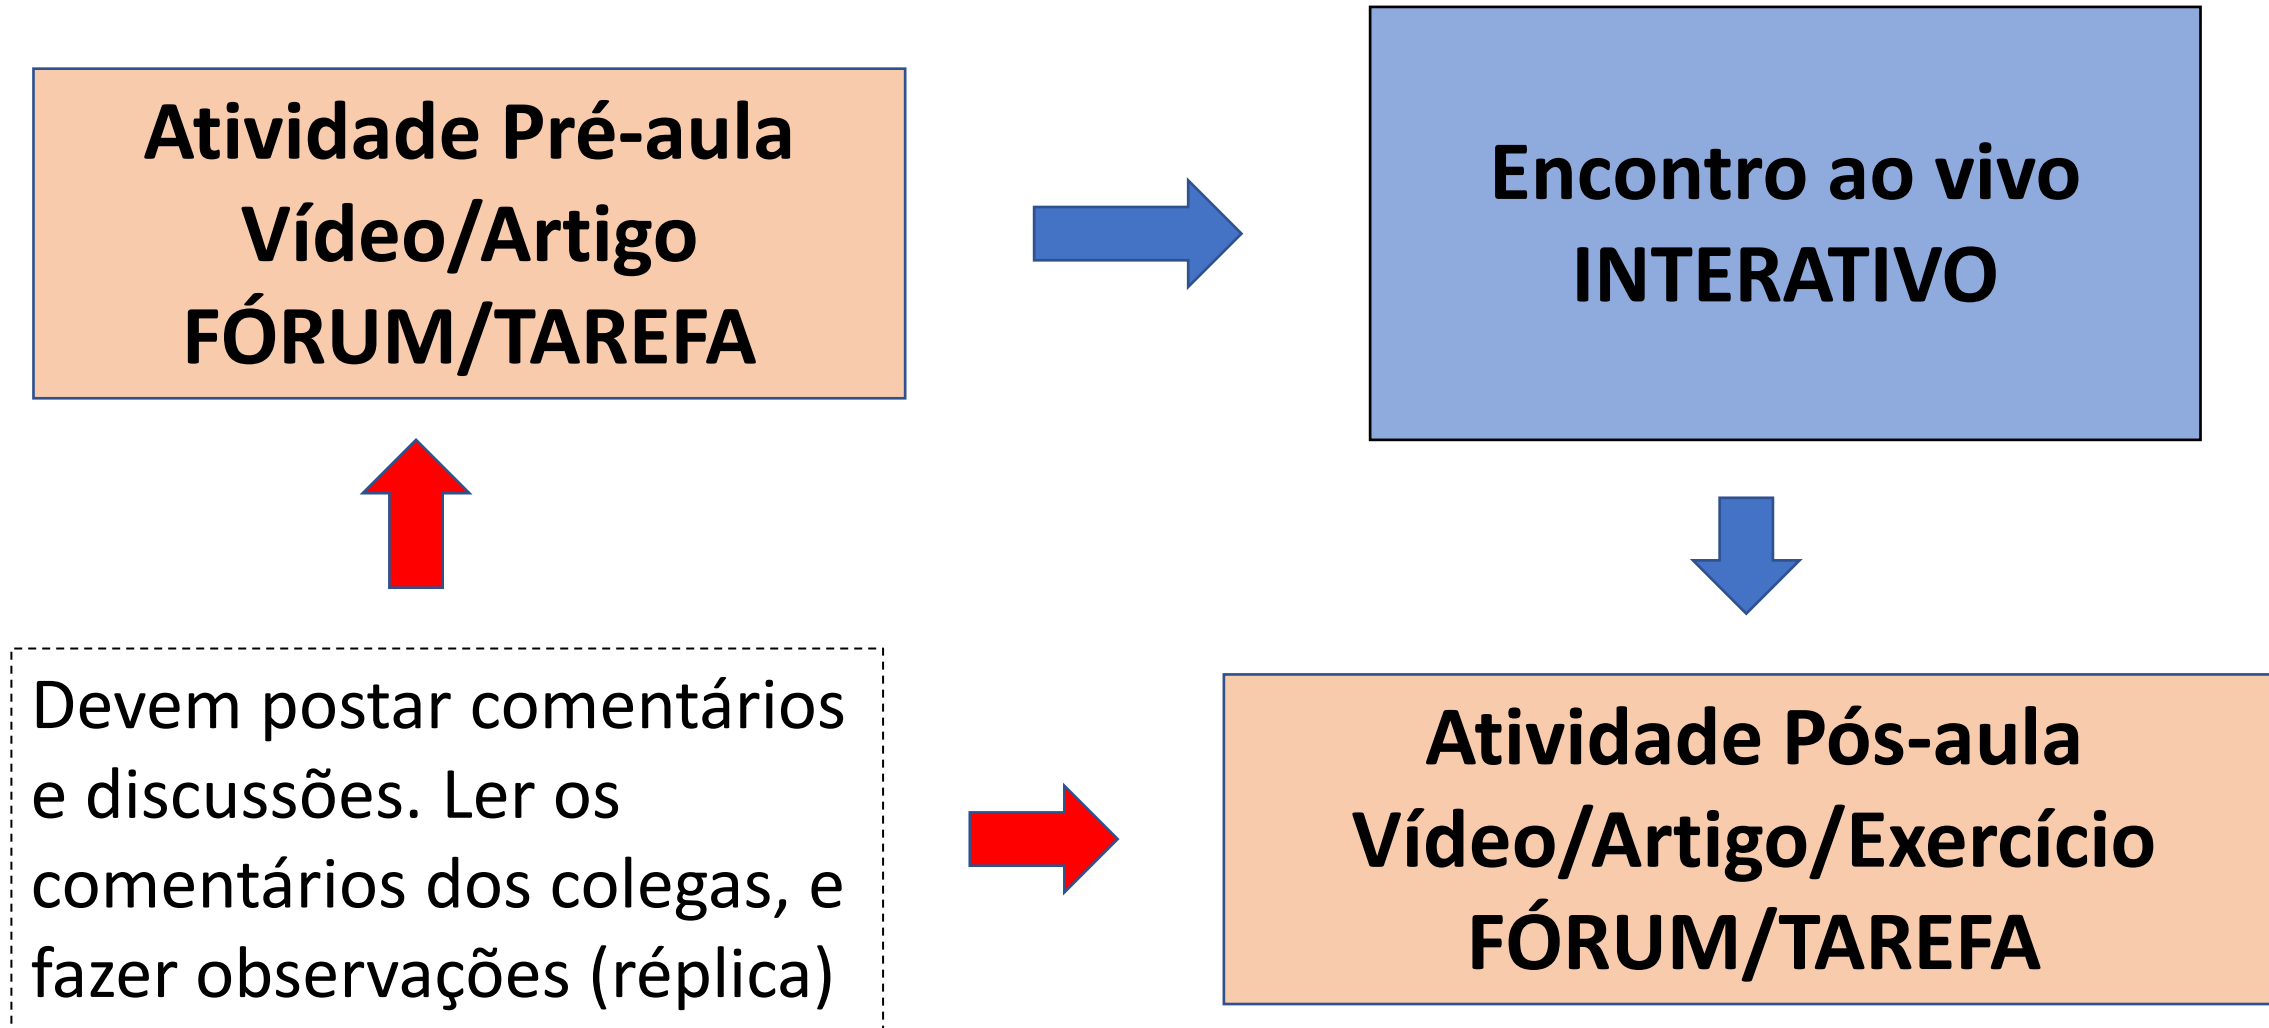 Atividade Pré-aula
Vídeo/Artigo
FÓRUM/TAREFA
Encontro ao vivo
INTERATIVO
Devem postar comentários
e discussões. Ler os
comentários dos colegas, e
fazer observações (réplica)
Atividade Pós-aula
Vídeo/Artigo/Exercício
FÓRUM/TAREFA